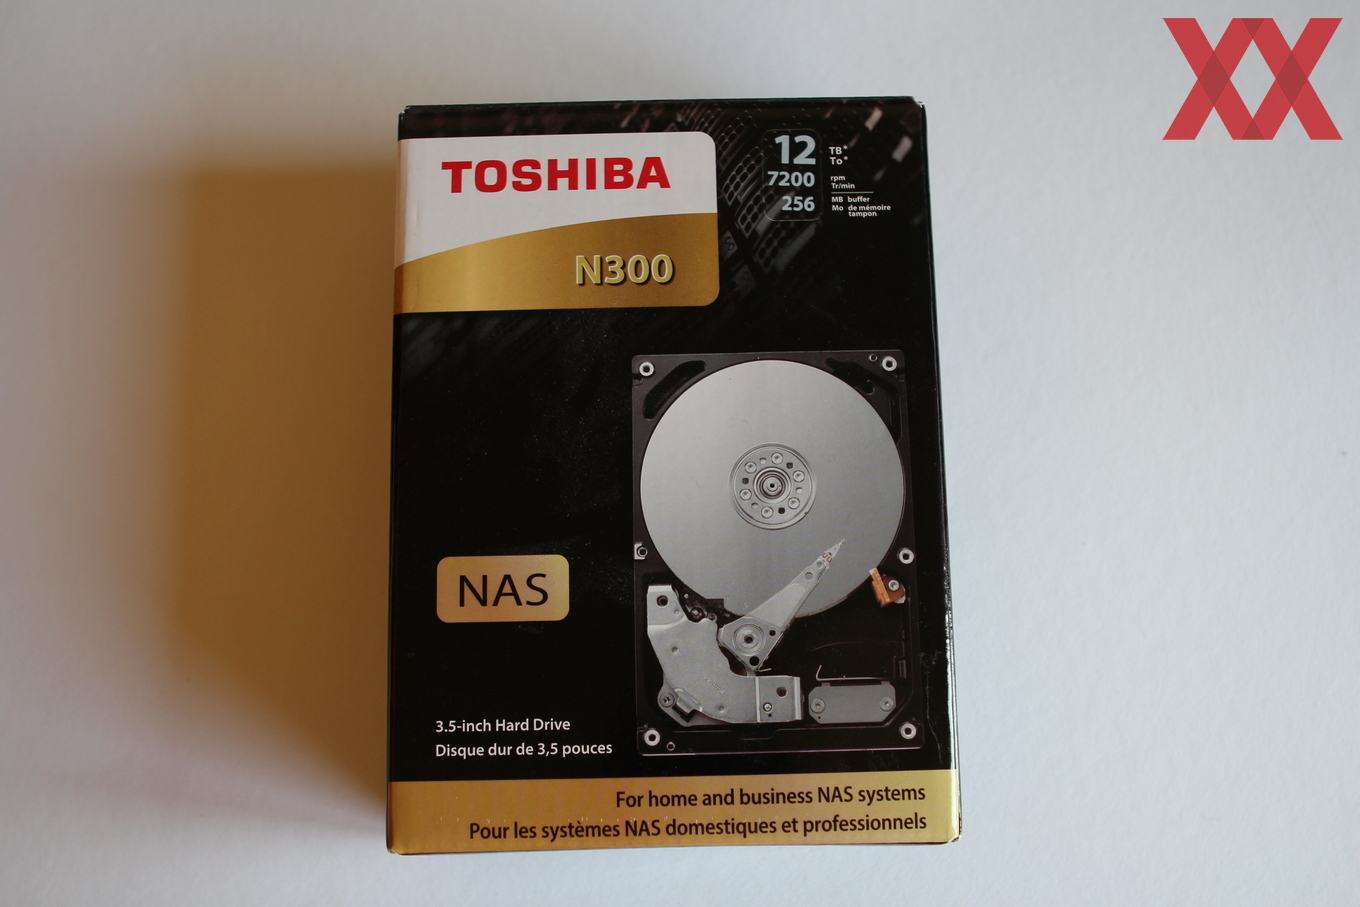 TOSHIBA
N300
12 TB*
To*
7200 rpm
Tr/min
256 MB buffer
Mo de mémoire
tampon
NAS
3.5-inch Hard Drive
Disque dur de 3,5 pouces
For home and business NAS systems
Pour les systèmes NAS domestiques et professionnels